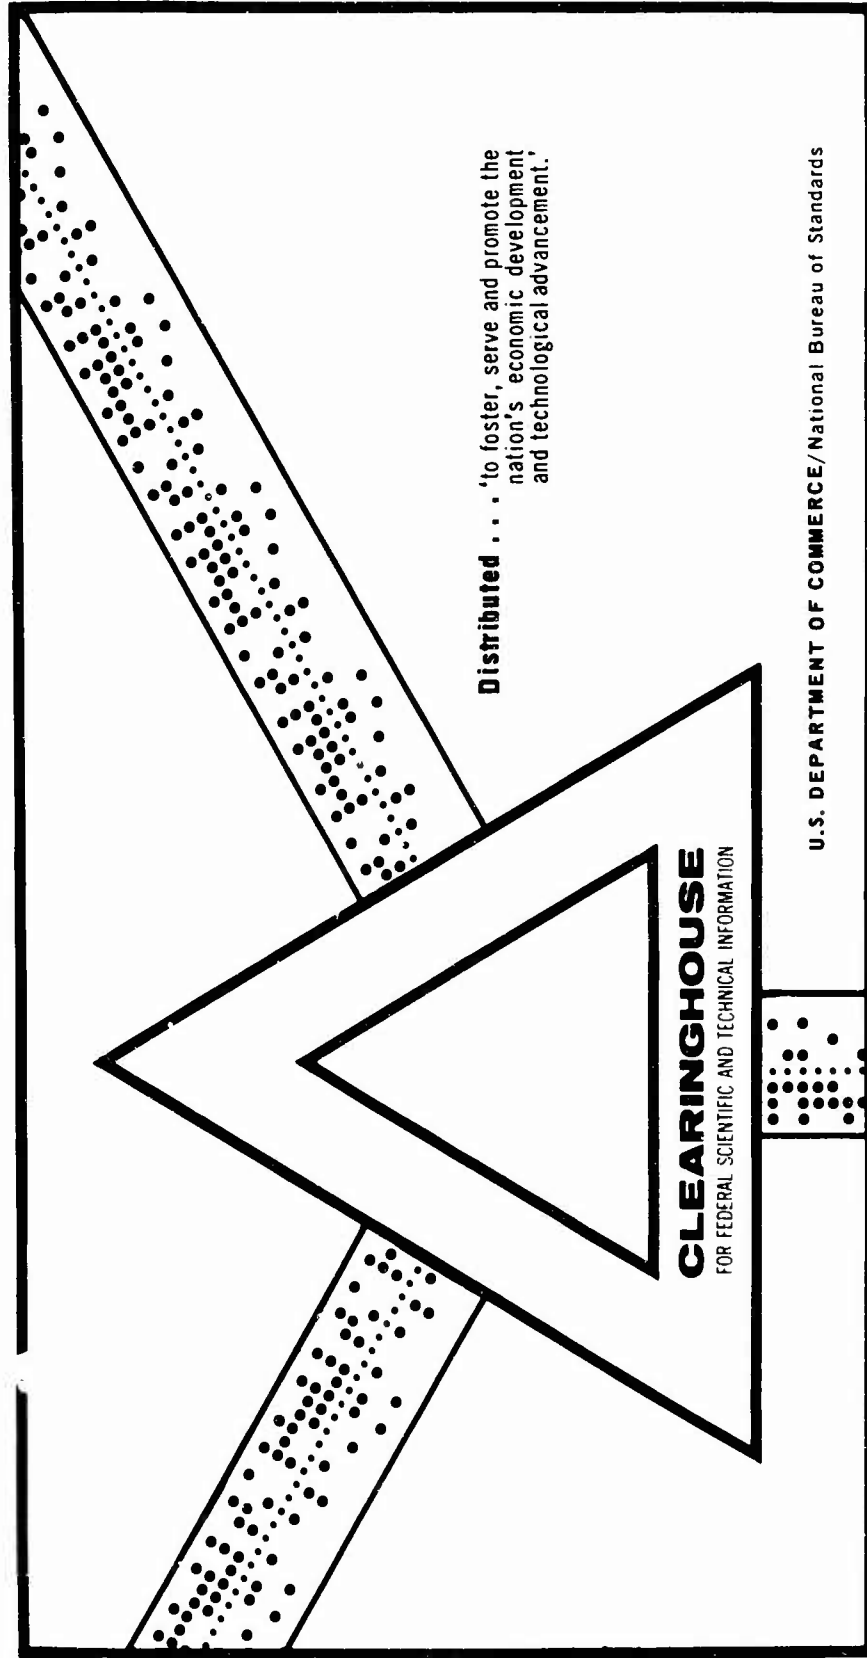 Distributed . . . 'to foster, serve and promote the
nation's economic development
and technological advancement.'
CLEARINGHOUSE
FOR FEDERAL SCIENTIFIC AND TECHNICAL INFORMATION
U.S. DEPARTMENT OF COMMERCE/National Bureau of Standards